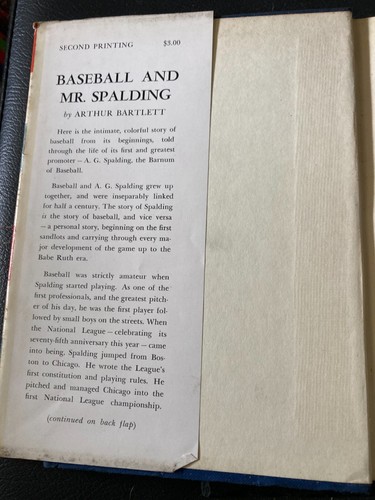 SECOND PRINTING $3.00
BASEBALL AND
MR. SPALDING
by ARTHUR BARTLETT
Here is the intimate, colorful story of
baseball from its beginnings, told
through the life of its first and greatest
promoter — A. G. Spalding, the Barnum
of Baseball.
Baseball and A. G. Spalding grew up
together, and were inseparably linked
for half a century. The story of Spalding
is the story of baseball, and vice versa
— a personal story, beginning on the first
sandlots and carrying through every ma-
jor development of the game up to the
Babe Ruth era.
Baseball was strictly amateur when
Spalding started playing. As one of the
first professionals, and the greatest pitch-
er of his day, he was the first player fol-
lowed by small boys on the streets. When
the National League — celebrating its
seventy-fifth anniversary this year — came
into being, Spalding jumped from Bos-
ton to Chicago. He wrote the League's
first constitution and playing rules. He
pitched and managed Chicago into the
first National League championship.
(continued on back flap)